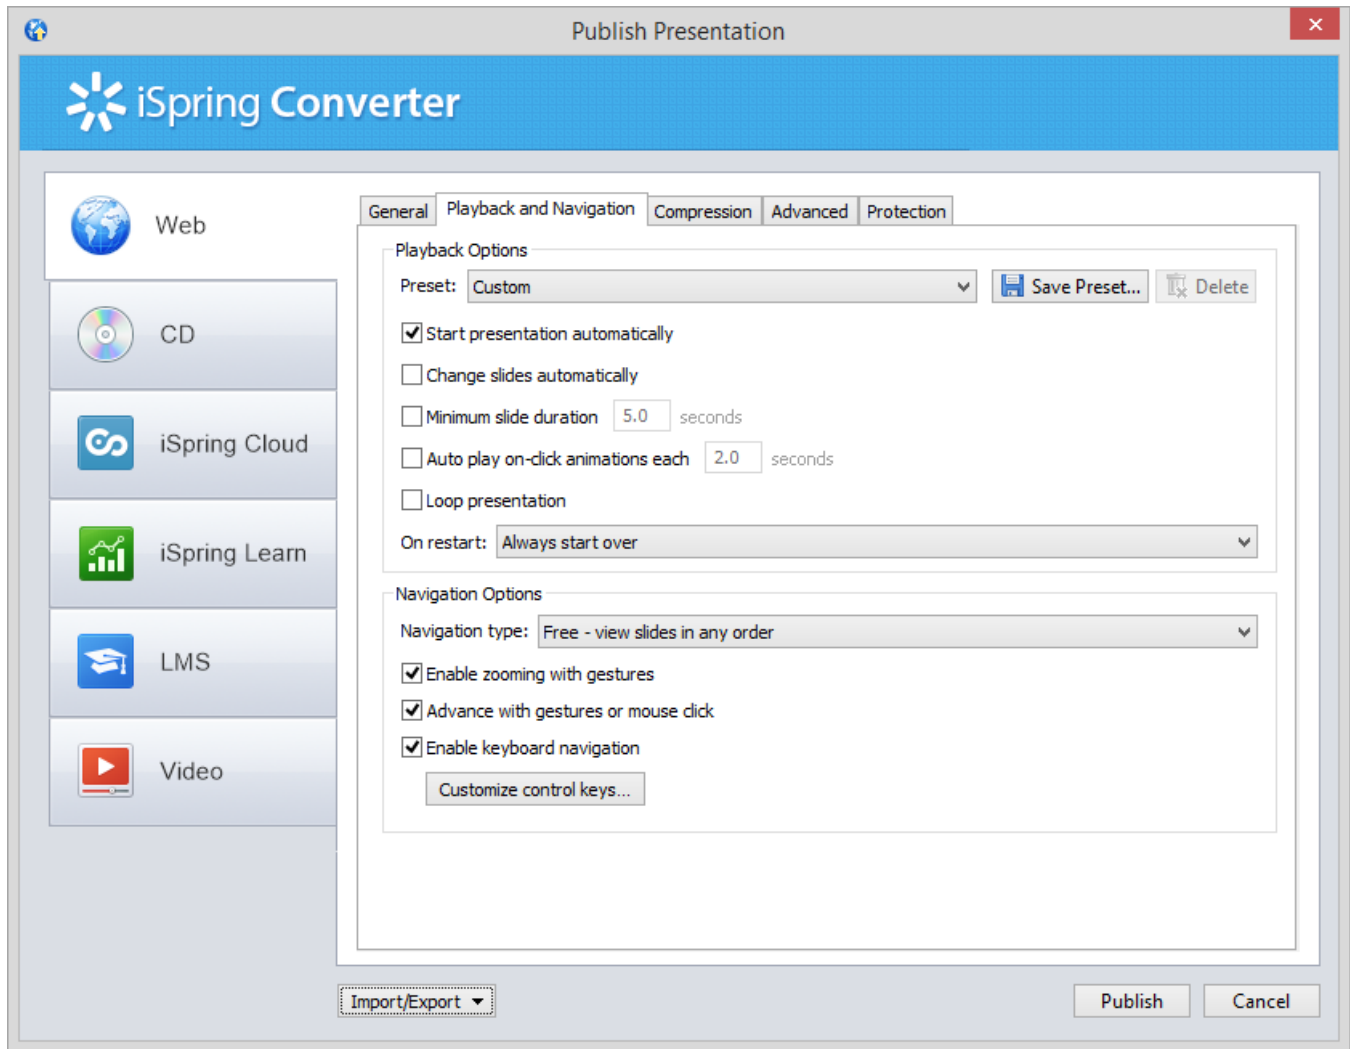 Publish Presentation
iSpring Converter
Web
CD
iSpring Cloud
iSpring Learn
LMS
Video
General Playback and Navigation Compression Advanced Protection
Playback Options
Preset: Custom Save Preset... Delete
Start presentation automatically
Change slides automatically
Minimum slide duration 5.0 seconds
Auto play on-click animations each 2.0 seconds
Loop presentation
On restart: Always start over
Navigation Options
Navigation type: Free - view slides in any order
Enable zooming with gestures
Advance with gestures or mouse click
Enable keyboard navigation
Customize control keys...
Import/Export Publish Cancel